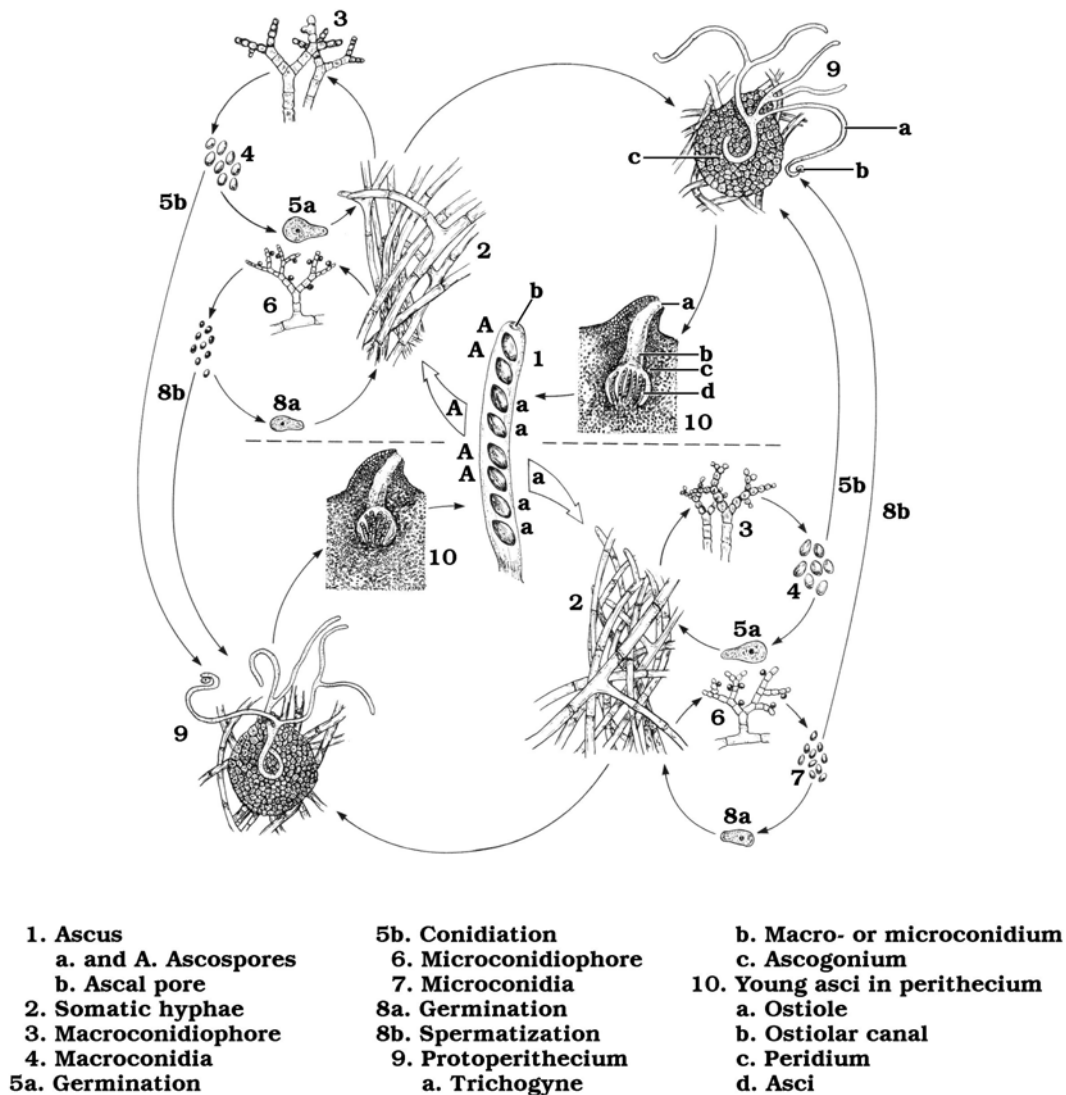 3
9
a
c
b
4
5b
5a
2
6
b
a
A
1
A
b
c
a
d
8b
a
8a
A
10
A
a
A
a
5b
8b
a
3
10
2
4
5a
6
9
7
8a
1. Ascus
a. and A. Ascospores
b. Ascal pore
2. Somatic hyphae
3. Macroconidiophore
4. Macroconidia
5a. Germination
5b. Conidiation
6. Microconidiophore
7. Microconidia
8a. Germination
8b. Spermatization
9. Protoperithecium
a. Trichogyne
b. Macro- or microconidium
c. Ascogonium
10. Young asci in perithecium
a. Ostiole
b. Ostiolar canal
c. Peridium
d. Asci